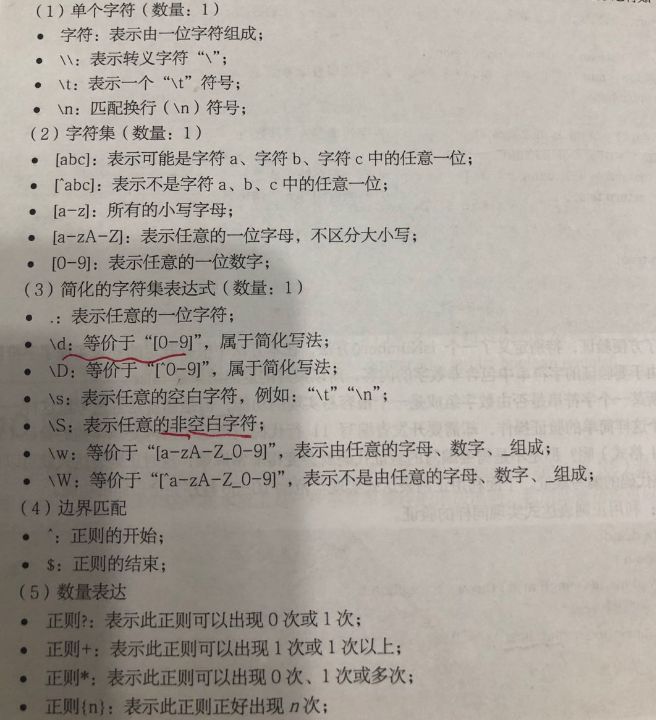 （1）单个字符（数量：1）
● 字符：表示由一位字符组成；
● \\：表示转义字符“\”；
● \t：表示一个“\t”符号；
● \n：匹配换行（\n）符号；
（2）字符集（数量：1）
● [abc]：表示可能是字符 a、字符 b、字符 c 中的任意一位；
● [^abc]：表示不是字符 a、b、c 中的任意一位；
● [a-z]：所有的小写字母；
● [a-zA-Z]：表示任意的一位字母，不区分大小写；
● [0-9]：表示任意的一位数字；
（3）简化的字符集表达式（数量：1）
● .：表示任意的一位字符；
● \d：等价于“[0-9]”，属于简化写法；
● \D：等价于“[^0-9]”，属于简化写法；
● \s：表示任意的空白字符，例如：“\t”“\n”；
● \S：表示任意的非空白字符；
● \w：等价于“[a-zA-Z_0-9]”，表示由任意的字母、数字、_组成；
● \W：等价于“[^a-zA-Z_0-9]”，表示不是由任意的字母、数字、_组成；
（4）边界匹配
● ^：正则的开始；
● $：正则的结束；
（5）数量表达
● 正则?：表示此正则可以出现 0 次或 1 次；
● 正则+：表示此正则可以出现 1 次或 1 次以上；
● 正则*：表示此正则可以出现 0 次、1 次或多次；
● 正则{n}：表示此正则正好出现 n 次；